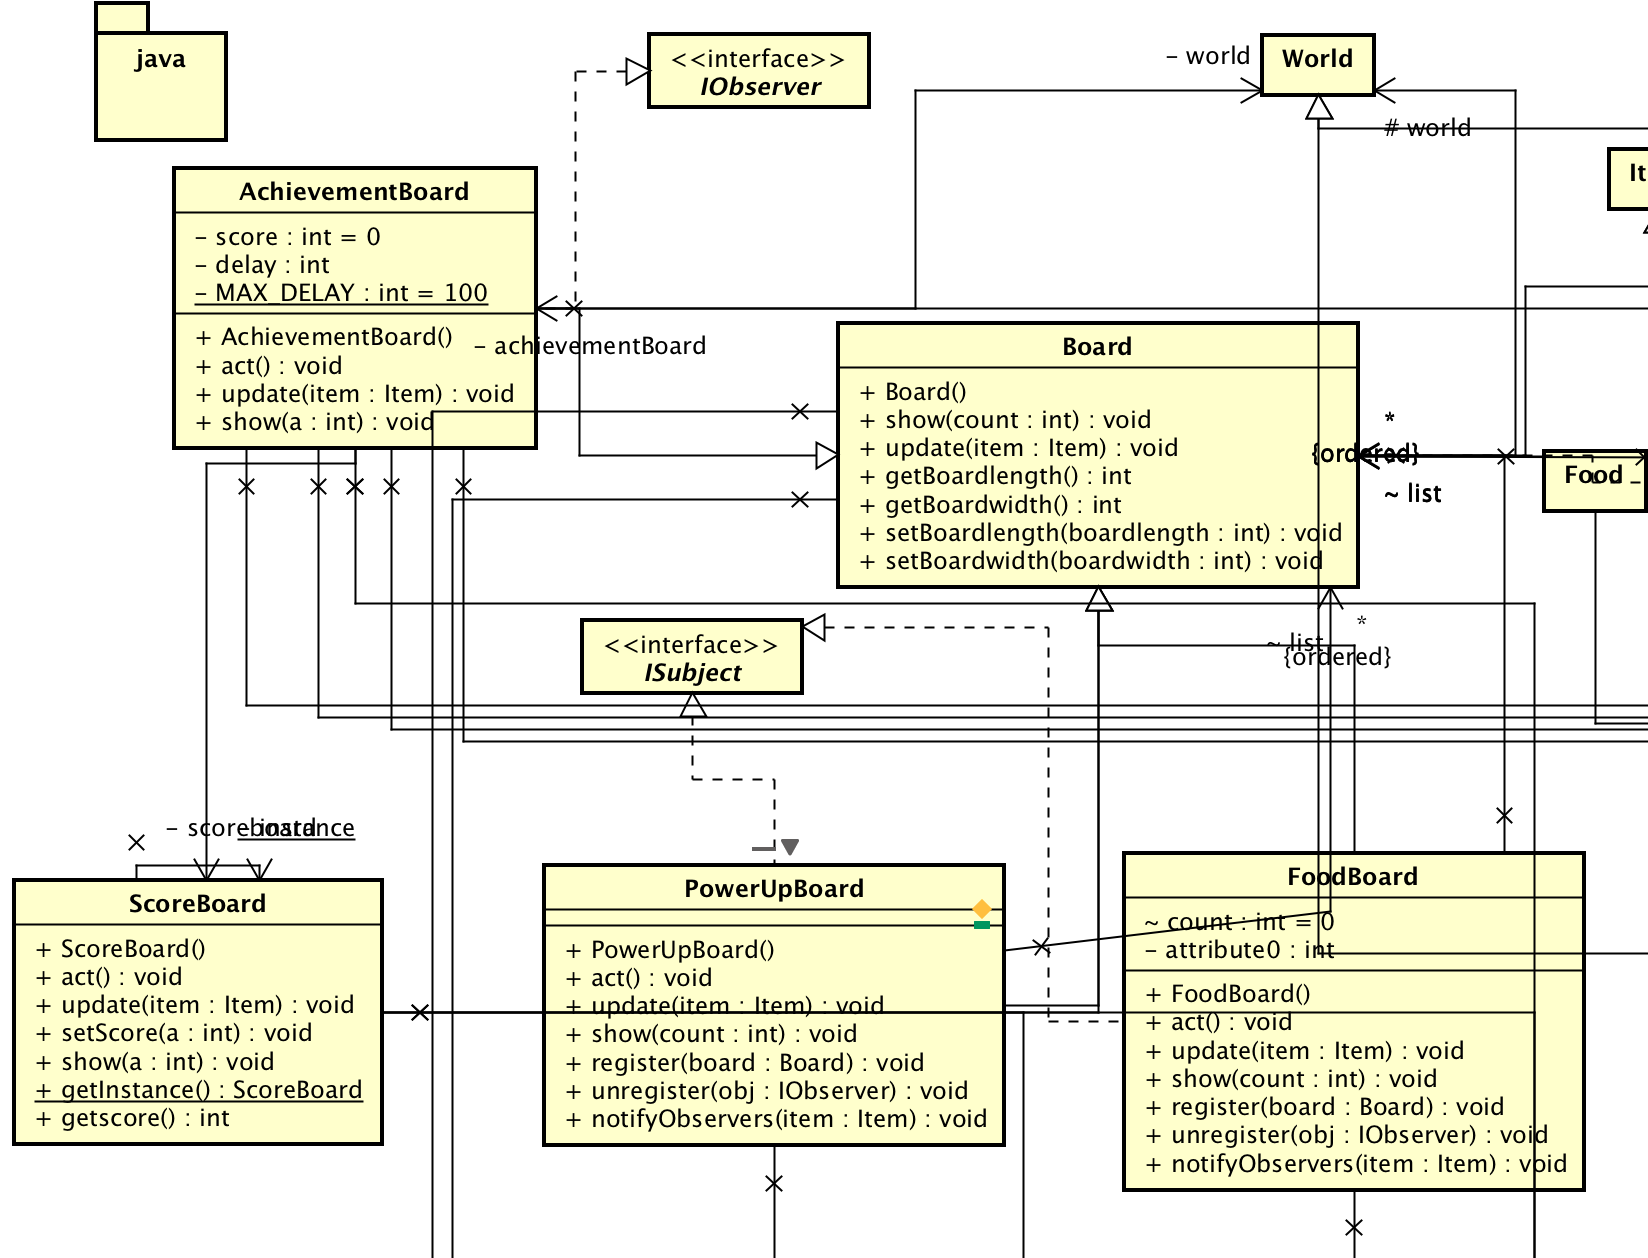 java
<<interface>>
IObserver
– world
World
# world
It
AchievementBoard
– score : int = 0
– delay : int
– MAX_DELAY : int = 100
+ AchievementBoard()
+ act() : void
+ update(item : Item) : void
+ show(a : int) : void
– achievementBoard
Board
+ Board()
+ show(count : int) : void
+ update(item : Item) : void
+ getBoardlength() : int
+ getBoardwidth() : int
+ setBoardlength(boardlength : int) : void
+ setBoardwidth(boardwidth : int) : void
*
{ordered}
~ list
Food
<<interface>>
ISubject
*
~ list
{ordered}
– scoreboard
– instance
ScoreBoard
+ ScoreBoard()
+ act() : void
+ update(item : Item) : void
+ setScore(a : int) : void
+ show(a : int) : void
+ getInstance() : ScoreBoard
+ getscore() : int
PowerUpBoard
+ PowerUpBoard()
+ act() : void
+ update(item : Item) : void
+ show(count : int) : void
+ register(board : Board) : void
+ unregister(obj : IObserver) : void
+ notifyObservers(item : Item) : void
FoodBoard
~ count : int = 0
– attribute0 : int
+ FoodBoard()
+ act() : void
+ update(item : Item) : void
+ show(count : int) : void
+ register(board : Board) : void
+ unregister(obj : IObserver) : void
+ notifyObservers(item : Item) : void